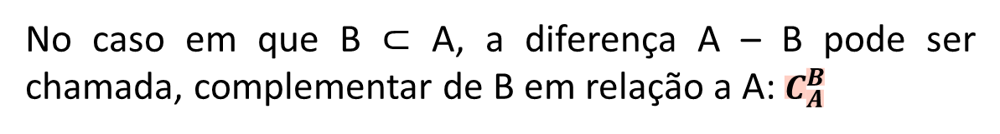 No caso em que B ⊂ A, a diferença A – B pode ser
chamada, complementar de B em relação a A: $C_A^B$